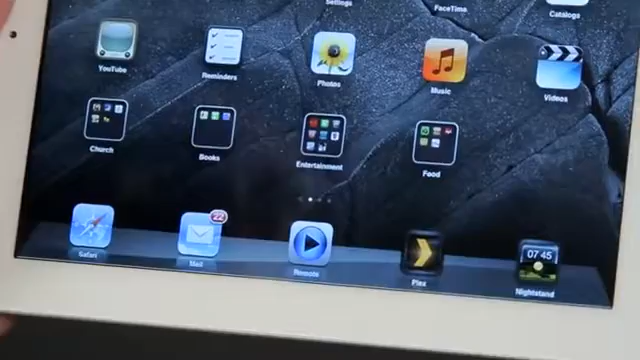 Settings
FaceTime
Catalogs
YouTube
Reminders
Photos
Music
Videos
Church
Books
Entertainment
Food
22
07 45
Safari
Mail
Remote
Plex
Nightstand